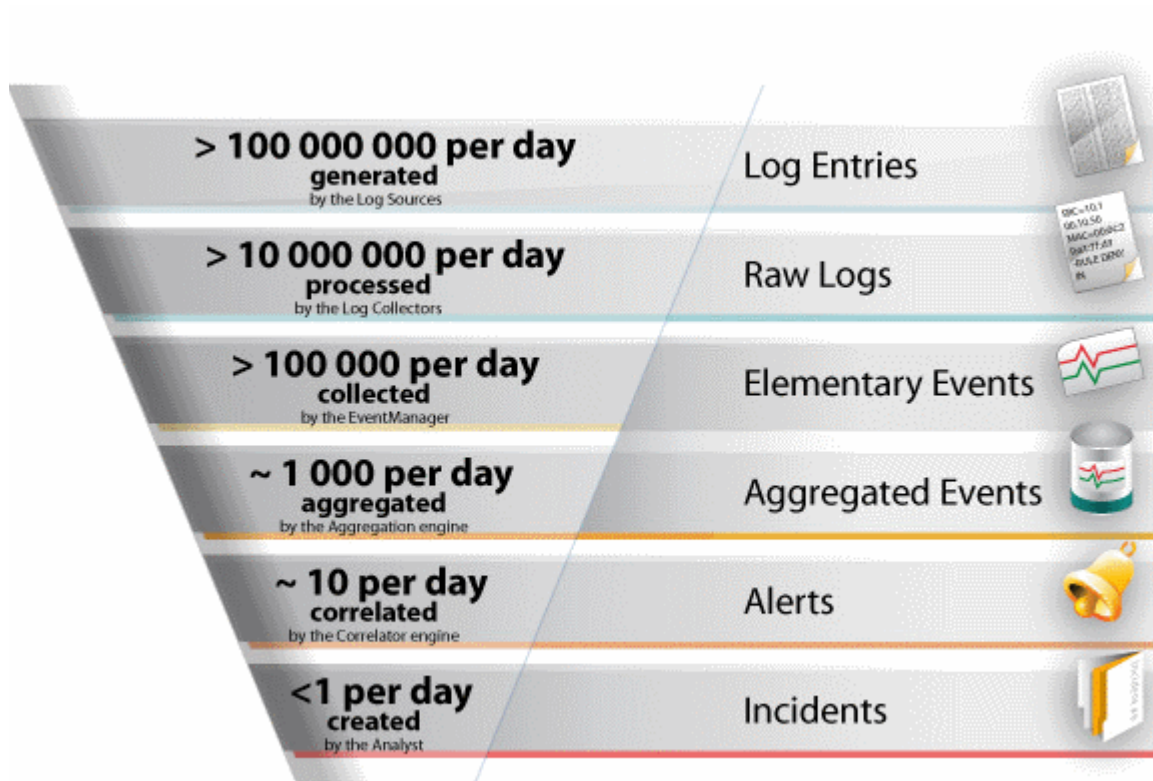 > 100 000 000 per day
generated
by the Log Sources
Log Entries
> 10 000 000 per day
processed
by the Log Collectors
Raw Logs
> 100 000 per day
collected
by the EventManager
Elementary Events
~ 1 000 per day
aggregated
by the Aggregation engine
Aggregated Events
~ 10 per day
correlated
by the Correlator engine
Alerts
<1 per day
created
by the Analyst
Incidents